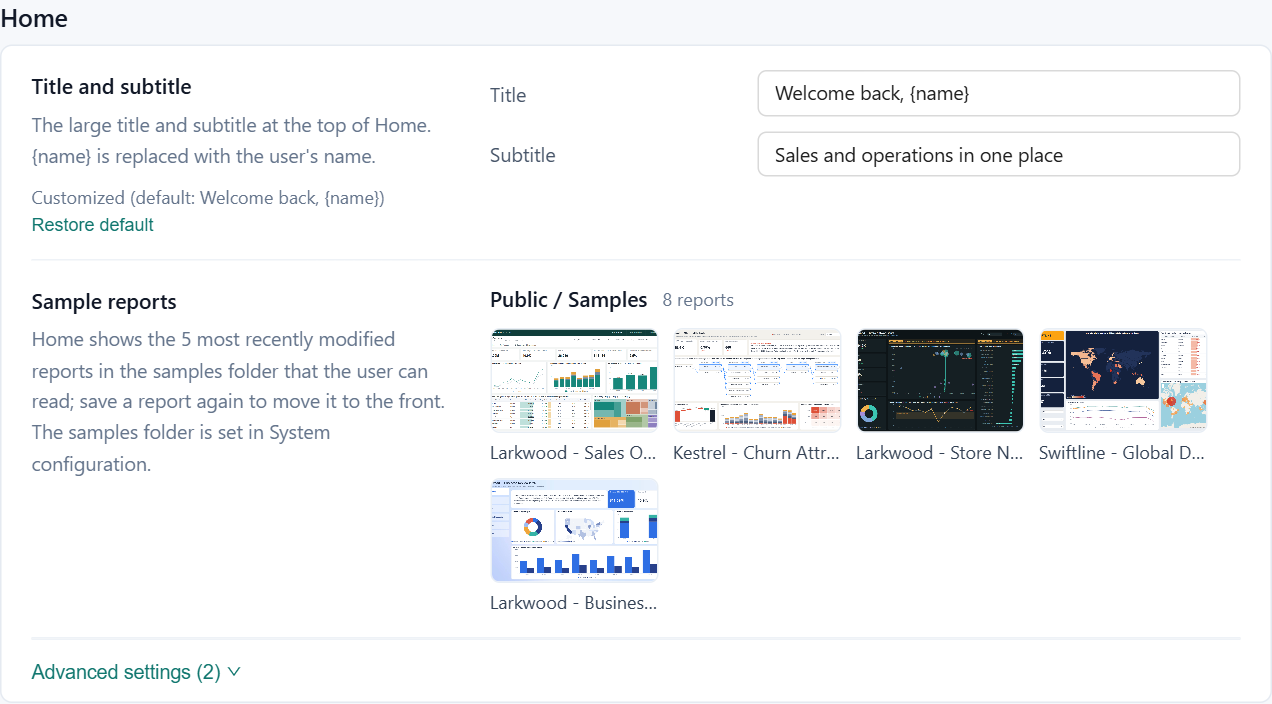 Home
Title and subtitle
The large title and subtitle at the top of Home.
{name} is replaced with the user's name.
Customized (default: Welcome back, {name})
Restore default
Title
Welcome back, {name}
Subtitle
Sales and operations in one place
Sample reports
Home shows the 5 most recently modified
reports in the samples folder that the user can
read; save a report again to move it to the front.
The samples folder is set in System
configuration.
Public / Samples 8 reports
Larkwood - Sales O...
Kestrel - Churn Attr...
Larkwood - Store N...
Swiftline - Global D...
Larkwood - Busines...
Advanced settings (2)